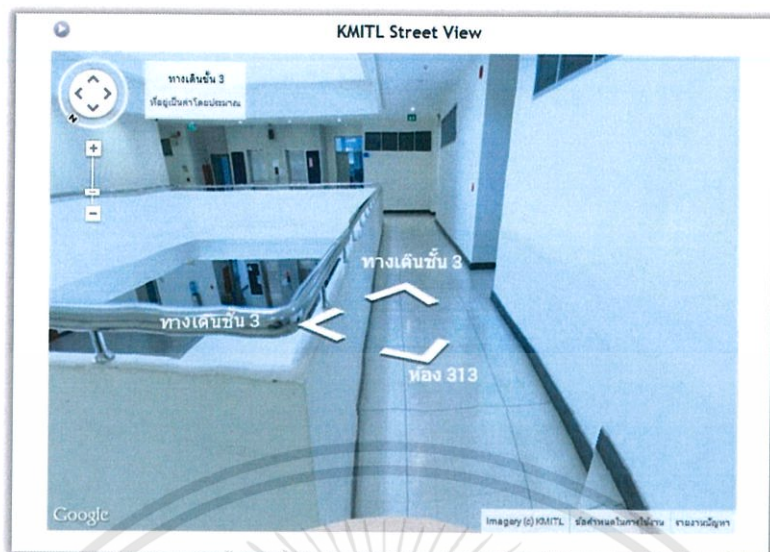 KMITL Street View
ทางเดินชั้น 3
ที่อยู่เป็นค่าโดยประมาณ
N
ทางเดินชั้น 3
ทางเดินชั้น 3
ห้อง 313
Google
Imagery (c) KMITL ข้อกำหนดในการใช้งาน รายงานปัญหา